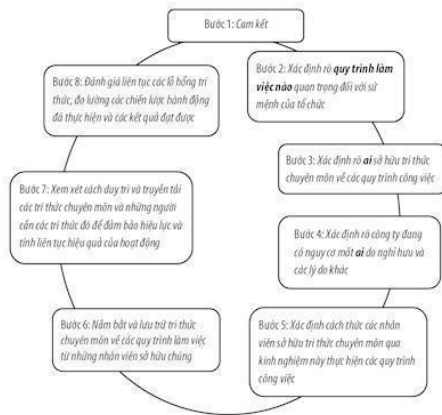 Bước 1: Cam kết
Bước 2: Xác định rõ quy trình làm
việc nào quan trọng đối với sứ
mệnh của tổ chức
Bước 3: Xác định rõ ai sở hữu tri thức
chuyên môn về các quy trình công việc
Bước 4: Xác định rõ công ty đang
có nguy cơ mất ai do nghỉ hưu và
các lý do khác
Bước 5: Xác định cách thức các nhân
viên sở hữu tri thức chuyên môn qua
kinh nghiệm này thực hiện các quy trình
công việc
Bước 6: Nắm bắt và lưu trữ tri thức
chuyên môn về các quy trình làm việc
từ những nhân viên sở hữu chúng
Bước 7: Xem xét cách duy trì và truyền tải
các tri thức chuyên môn và những người
cần các tri thức đó để đảm bảo hiệu lực và
tính liên tục hiệu quả của hoạt động
Bước 8: Đánh giá liên tục các lỗ hổng tri
thức, đo lường các chiến lược hành động
đã thực hiện và các kết quả đạt được